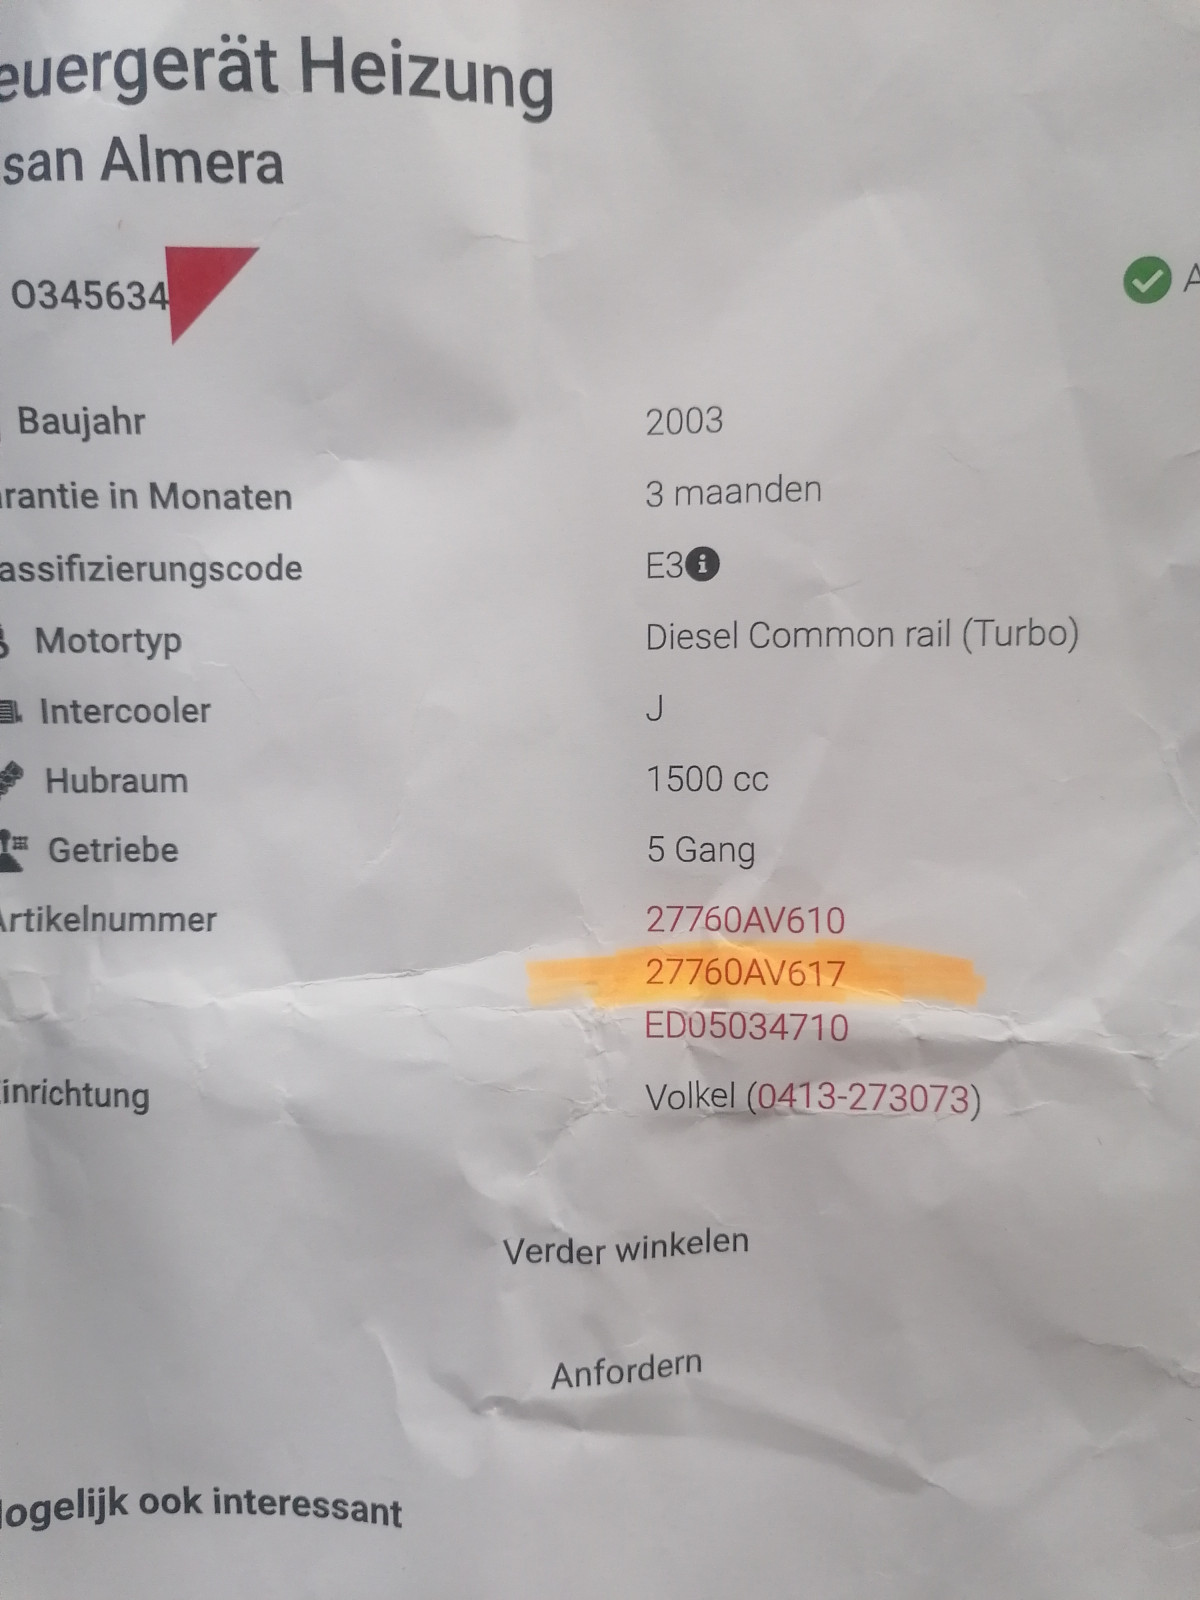 euergerät Heizung
san Almera
O345634
A
Baujahr 2003
rantie in Monaten 3 maanden
assifizierungscode E3
Motortyp Diesel Common rail (Turbo)
Intercooler J
Hubraum 1500 cc
Getriebe 5 Gang
Artikelnummer 27760AV610
27760AV617
ED05034710
inrichtung Volkel (0413-273073)
Verder winkelen
Anfordern
ogelijk ook interessant